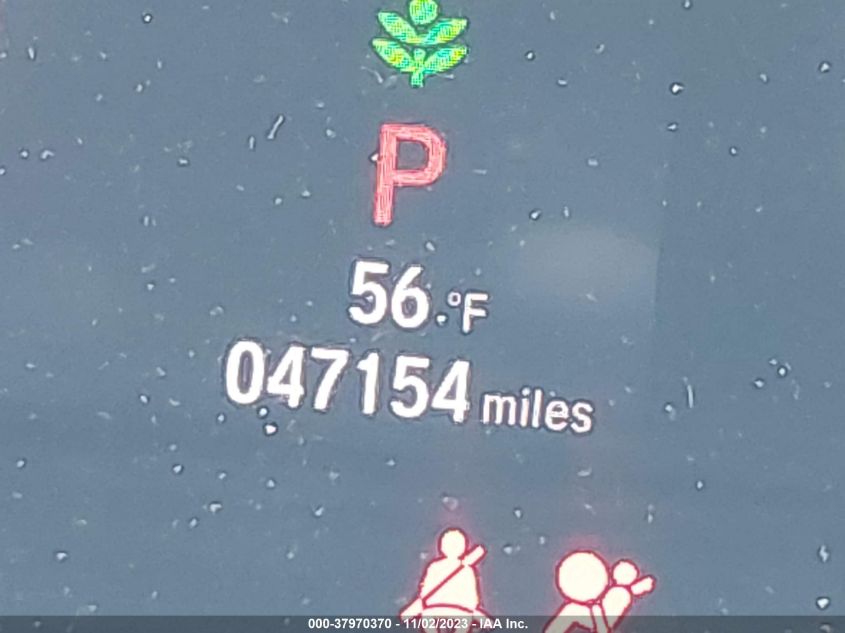 P
56 °F
047154 miles
000-37970370 - 11/02/2023 - IAA Inc.